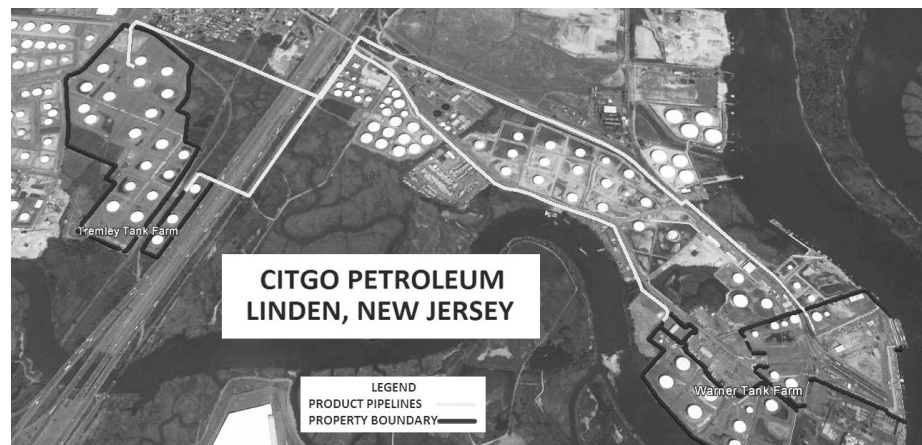 Tremley Tank Farm
CITGO PETROLEUM
LINDEN, NEW JERSEY
LEGEND
PRODUCT PIPELINES
PROPERTY BOUNDARY
Warner Tank Farm